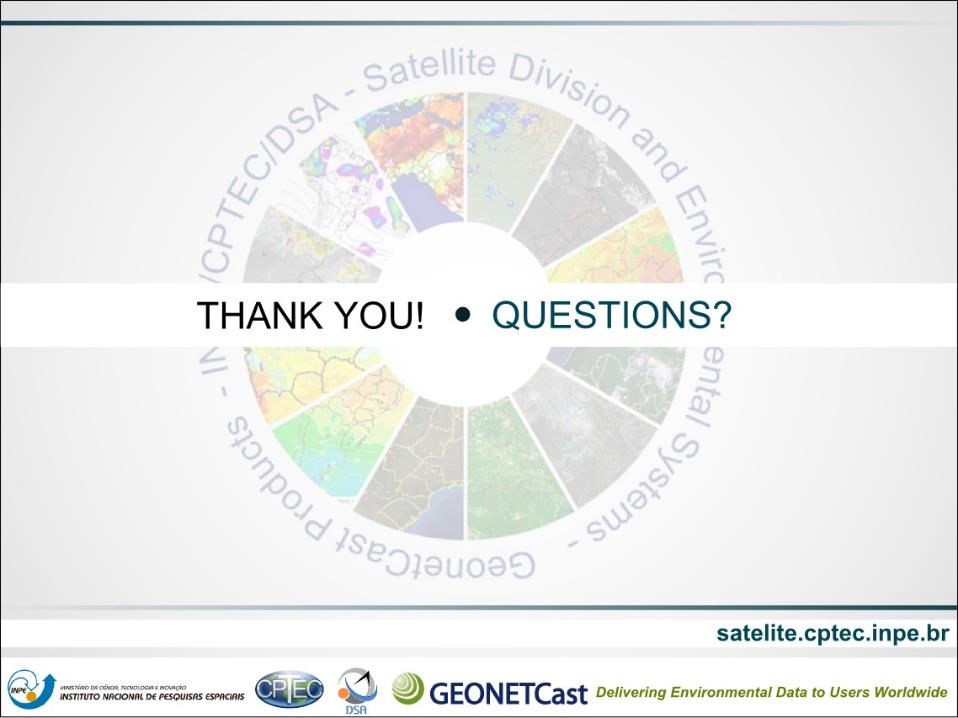 INPE/CPTEC/DSA - Satellite Division and Environmental Systems - GeonetCast Products -
THANK YOU! • QUESTIONS?
satelite.cptec.inpe.br
INPE
MINISTÉRIO DA CIÊNCIA, TECNOLOGIA E INOVAÇÃO
INSTITUTO NACIONAL DE PESQUISAS ESPACIAIS
CPTEC
DSA
GEONETCast
Delivering Environmental Data to Users Worldwide